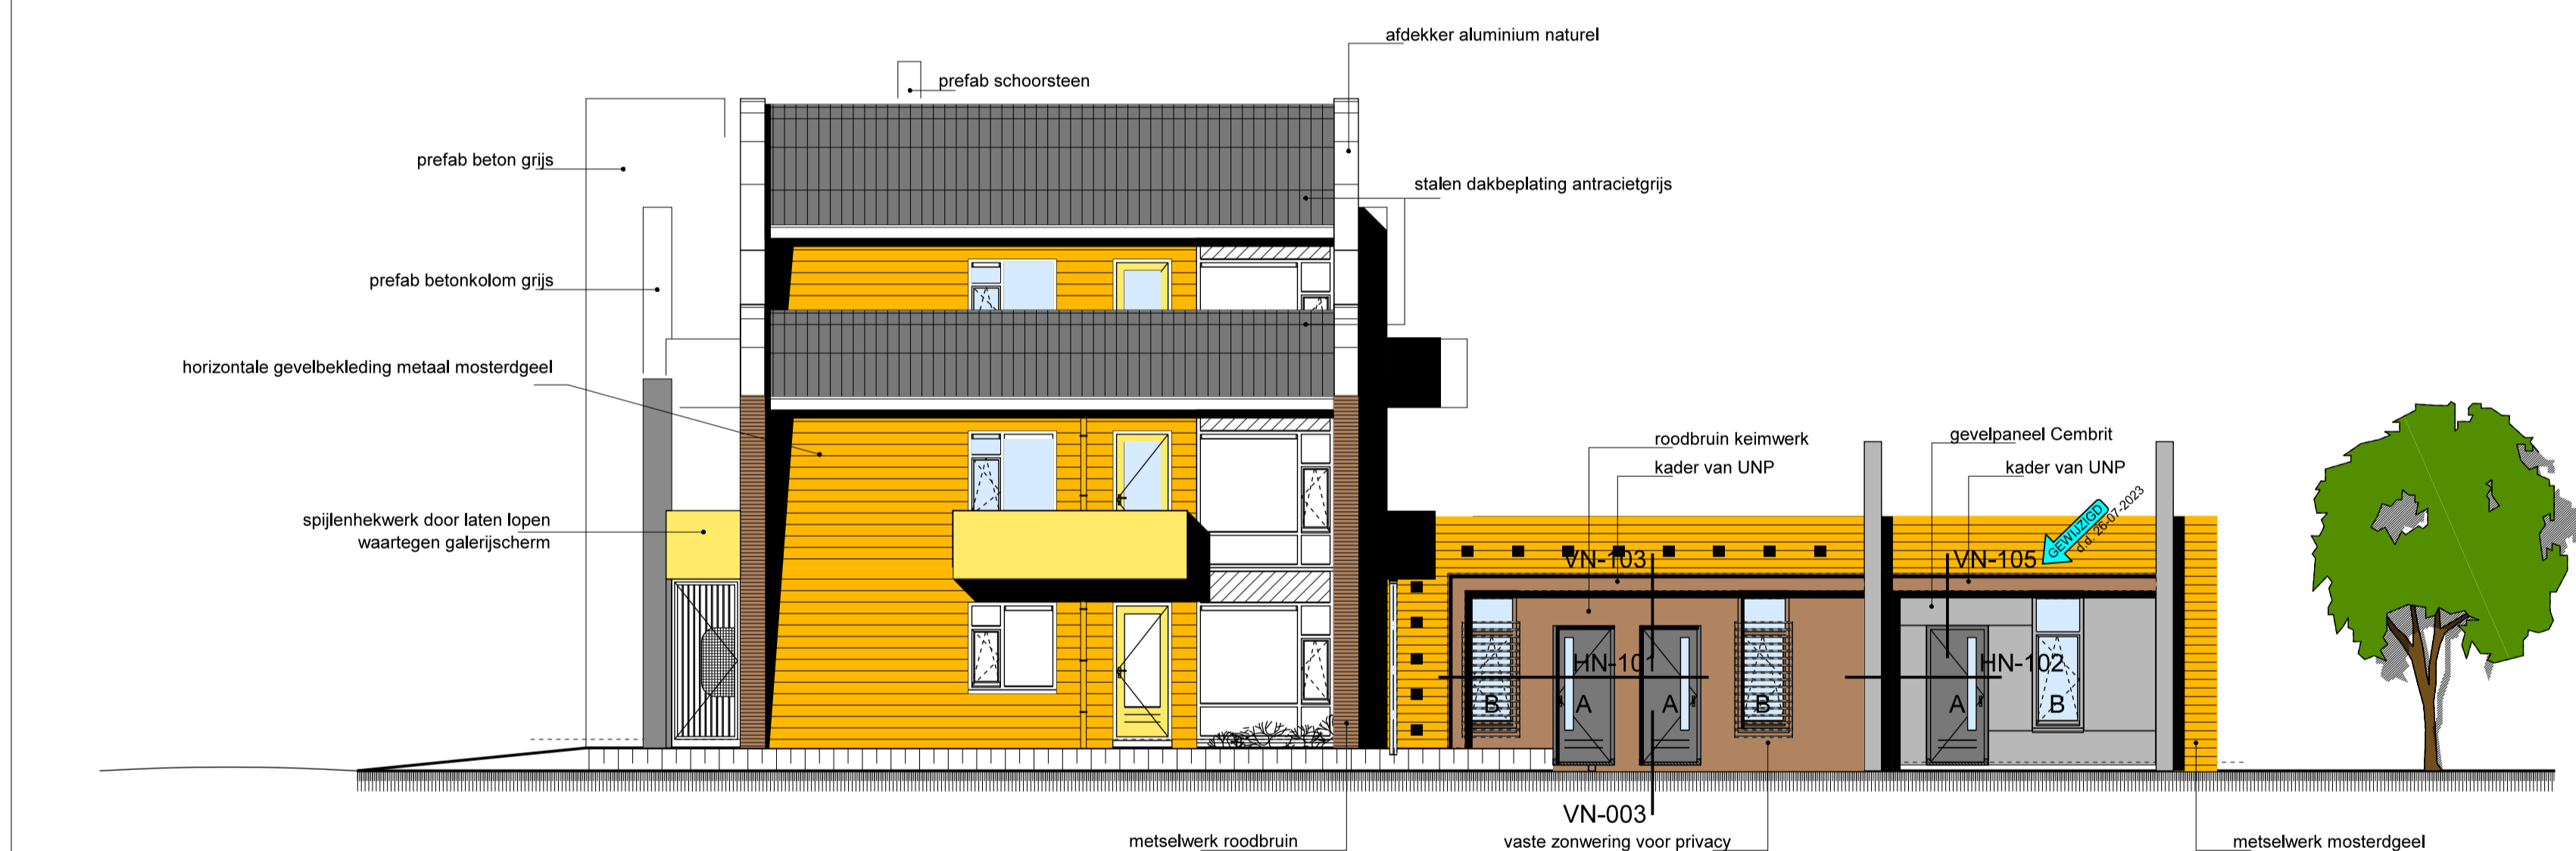 afdekker aluminium naturel
prefab schoorsteen
prefab beton grijs
stalen dakbeplating antracietgrijs
prefab betonkolom grijs
horizontale gevelbekleding metaal mosterdgeel
roodbruin keimwerk
gevelpaneel Cembrit
kader van UNP
kader van UNP
spijlenhekwerk door laten lopen
waartegen galerijscherm
GEWIJZIGD
d.d. 26-07-2023
VN-103
VN-105
HN-101
HN-102
B
A
A
B
A
B
VN-003
metselwerk roodbruin
vaste zonwering voor privacy
metselwerk mosterdgeel